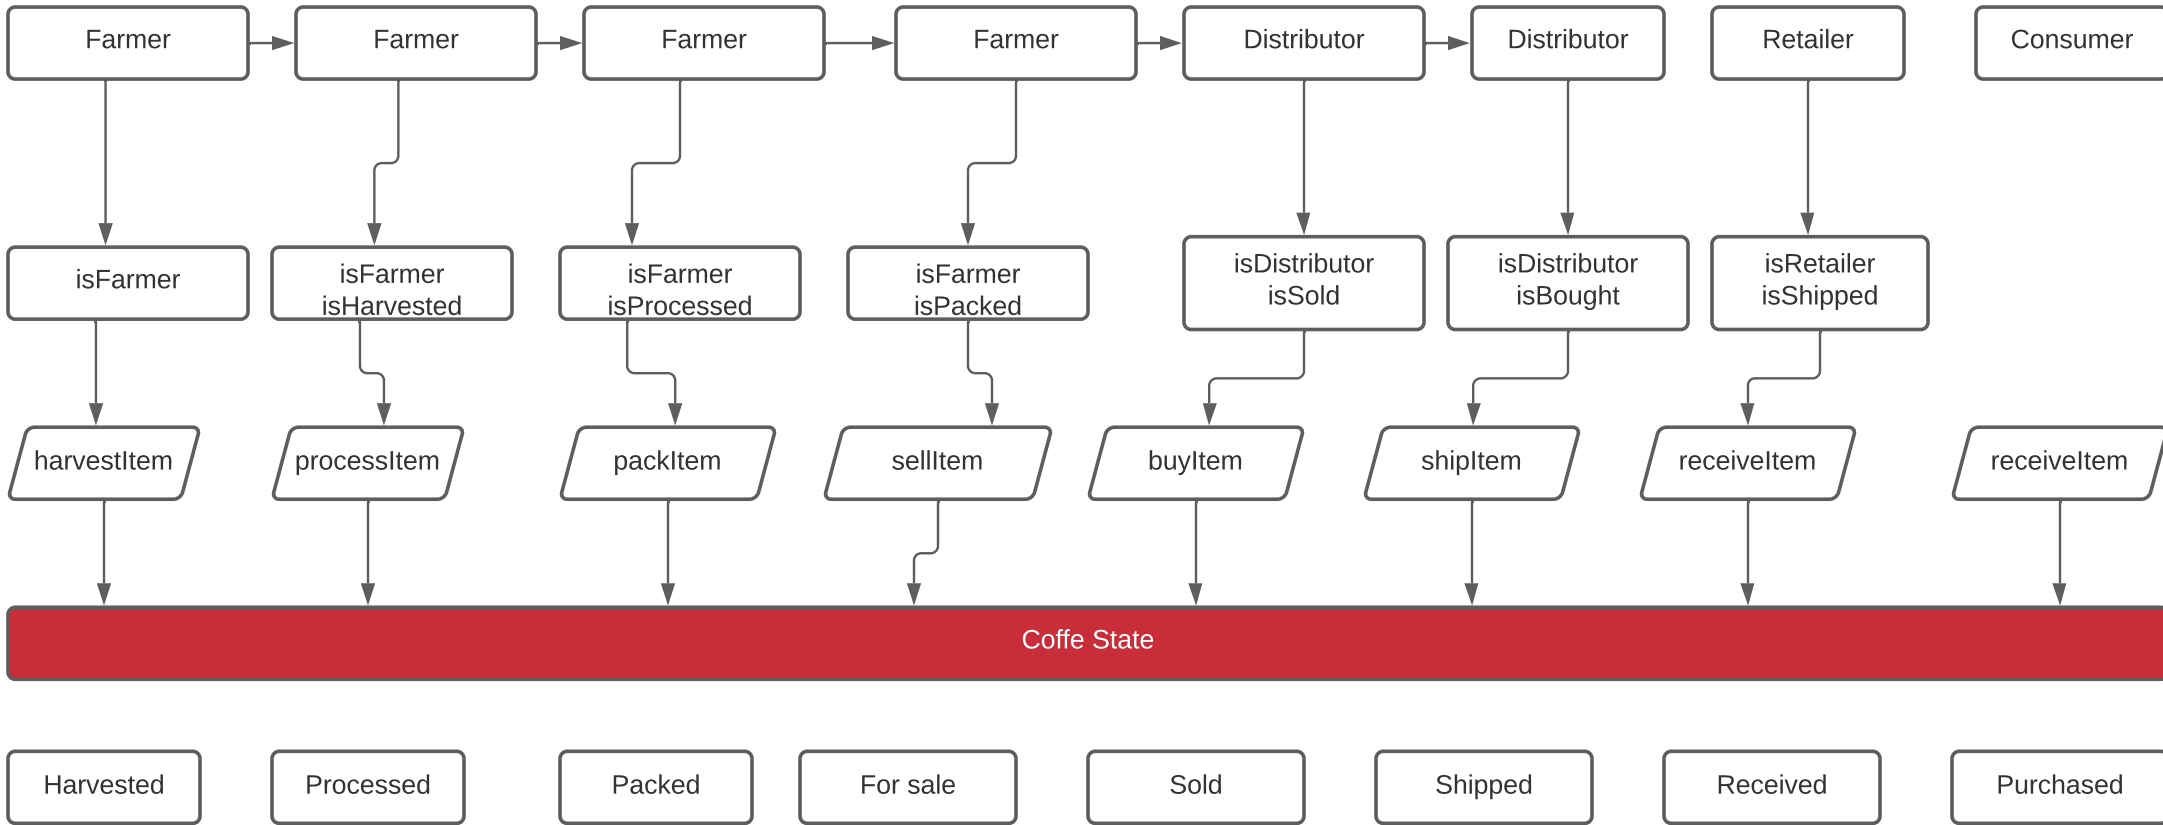 Farmer
Farmer
Farmer
Farmer
Distributor
Distributor
Retailer
Consumer
isFarmer
isFarmer
isHarvested
isFarmer
isProcessed
isFarmer
isPacked
isDistributor
isSold
isDistributor
isBought
isRetailer
isShipped
harvestItem
processItem
packItem
sellItem
buyItem
shipItem
receiveItem
receiveItem
Coffe State
Harvested
Processed
Packed
For sale
Sold
Shipped
Received
Purchased